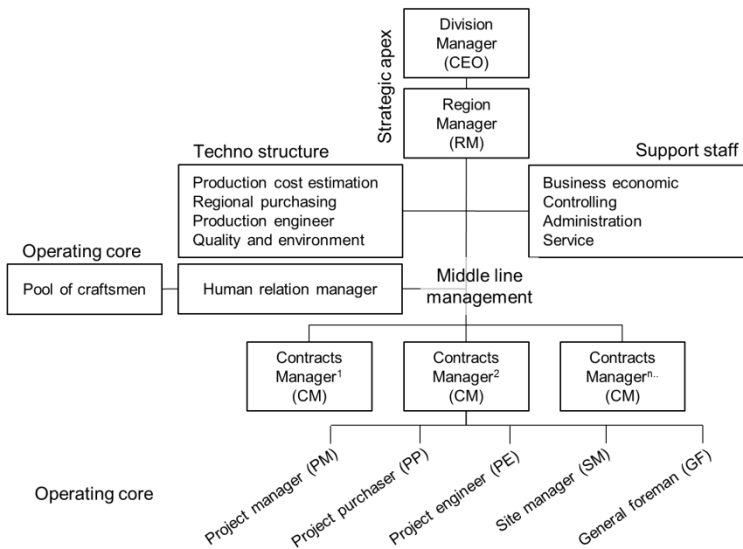 Division
Manager
(CEO)
Strategic apex
Region
Manager
(RM)
Techno structure
Support staff
Production cost estimation
Regional purchasing
Production engineer
Quality and environment
Business economic
Controlling
Administration
Service
Operating core
Pool of craftsmen
Human relation manager
Middle line
management
Contracts
Manager¹
(CM)
Contracts
Manager²
(CM)
Contracts
Managerⁿ··
(CM)
Operating core
Project manager (PM)
Project purchaser (PP)
Project engineer (PE)
Site manager (SM)
General foreman (GF)